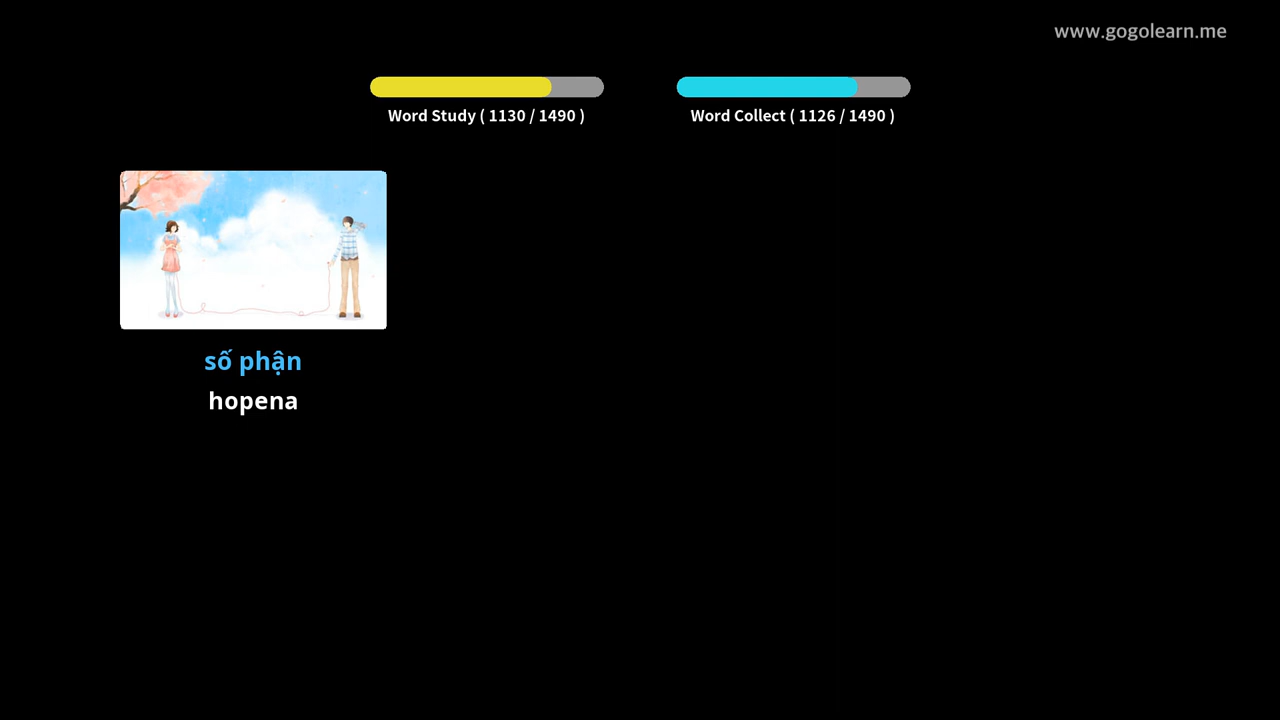 www.gogolearn.me
Word Study ( 1130 / 1490 )
Word Collect ( 1126 / 1490 )
số phận
hopena